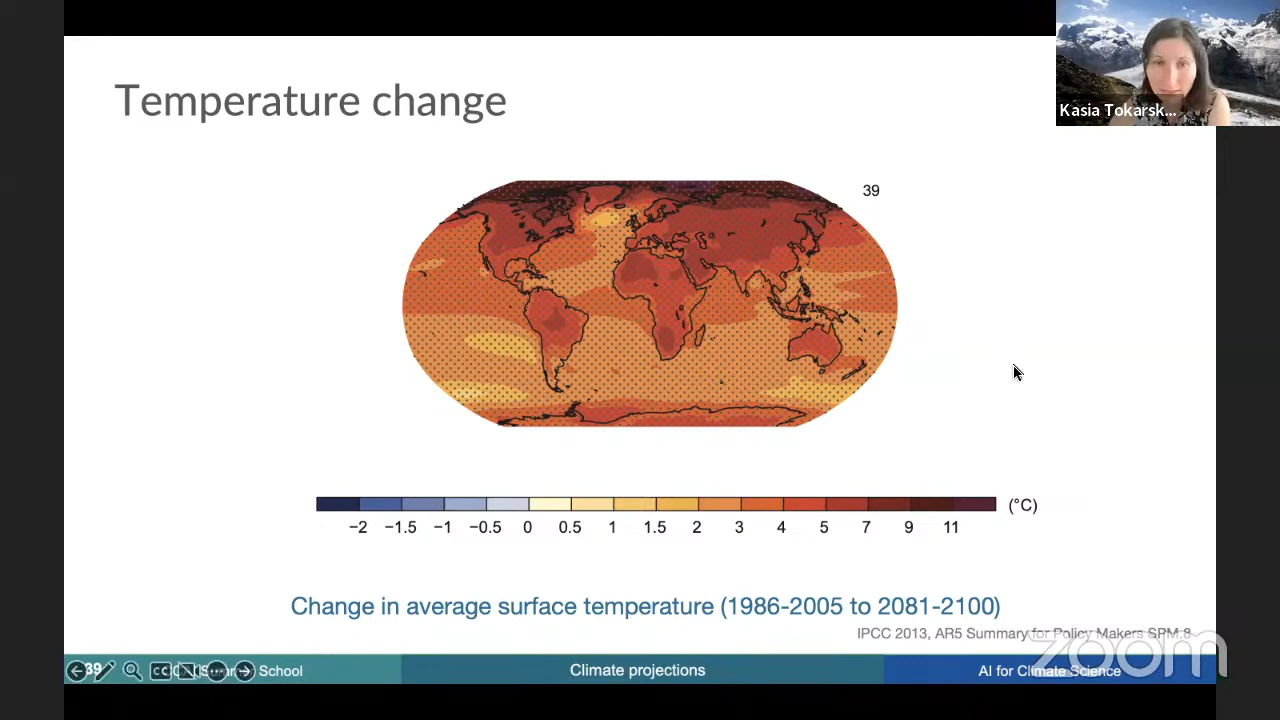 Temperature change
Kasia Tokarsk...
39
(°C)
−2 −1.5 −1 −0.5 0 0.5 1 1.5 2 3 4 5 7 9 11
Change in average surface temperature (1986-2005 to 2081-2100)
IPCC 2013, AR5 Summary for Policy Makers SPM.8
39
School
Climate projections
AI for Climate Science
zoom